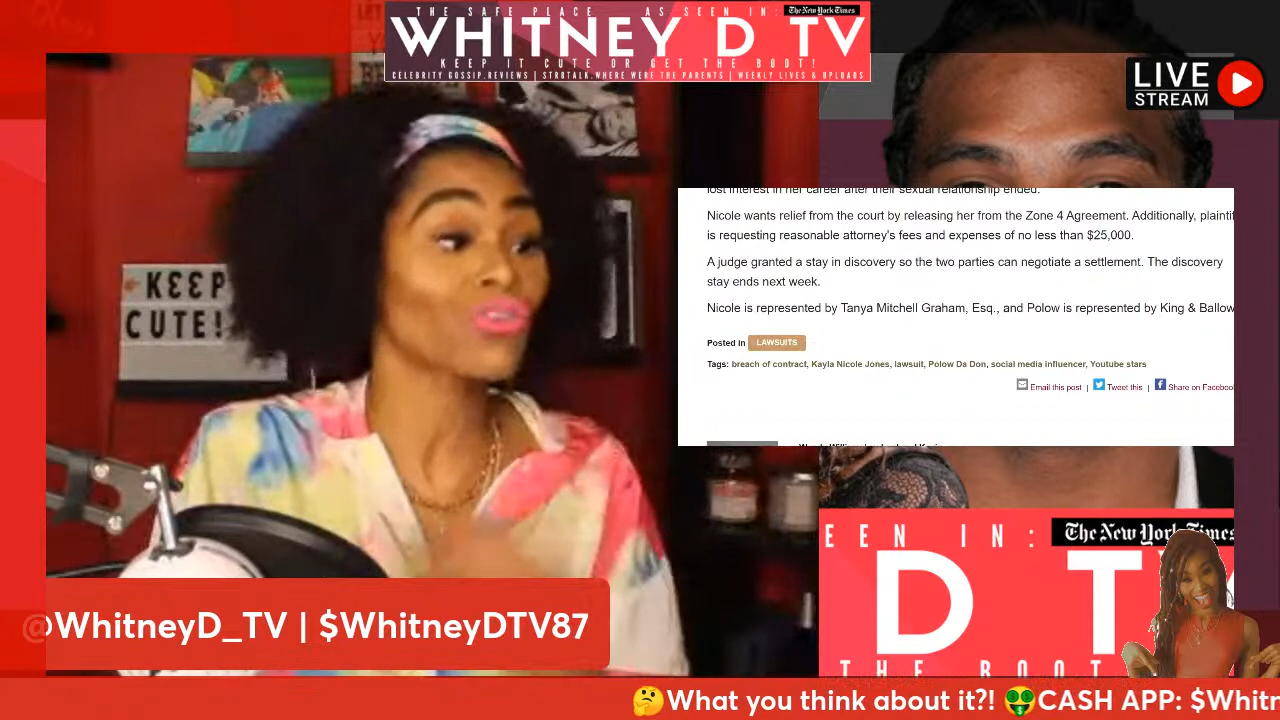 THE SAFE PLACE AS SEEN IN: The New York Times
WHITNEY D TV
KEEP IT CUTE OR GET THE BOOT!
CELEBRITY GOSSIP.REVIEWS | STR8TALK.WHERE WERE THE PARENTS | WEEKLY LIVES & UPLOADS
LIVE
STREAM
KEEP
CUTE!
lost interest in her career after their sexual relationship ended.
Nicole wants relief from the court by releasing her from the Zone 4 Agreement. Additionally, plaintif
is requesting reasonable attorney's fees and expenses of no less than $25,000.
A judge granted a stay in discovery so the two parties can negotiate a settlement. The discovery
stay ends next week.
Nicole is represented by Tanya Mitchell Graham, Esq., and Polow is represented by King & Ballow
Posted in LAWSUITS
Tags: breach of contract, Kayla Nicole Jones, lawsuit, Polow Da Don, social media influencer, Youtube stars
Email this post | Tweet this | Share on Facebook
EEN IN: The New York Times
D T
THE BOOT
@WhitneyD_TV | $WhitneyDTV87
🤔What you think about it?! 🤑CASH APP: $Whitn